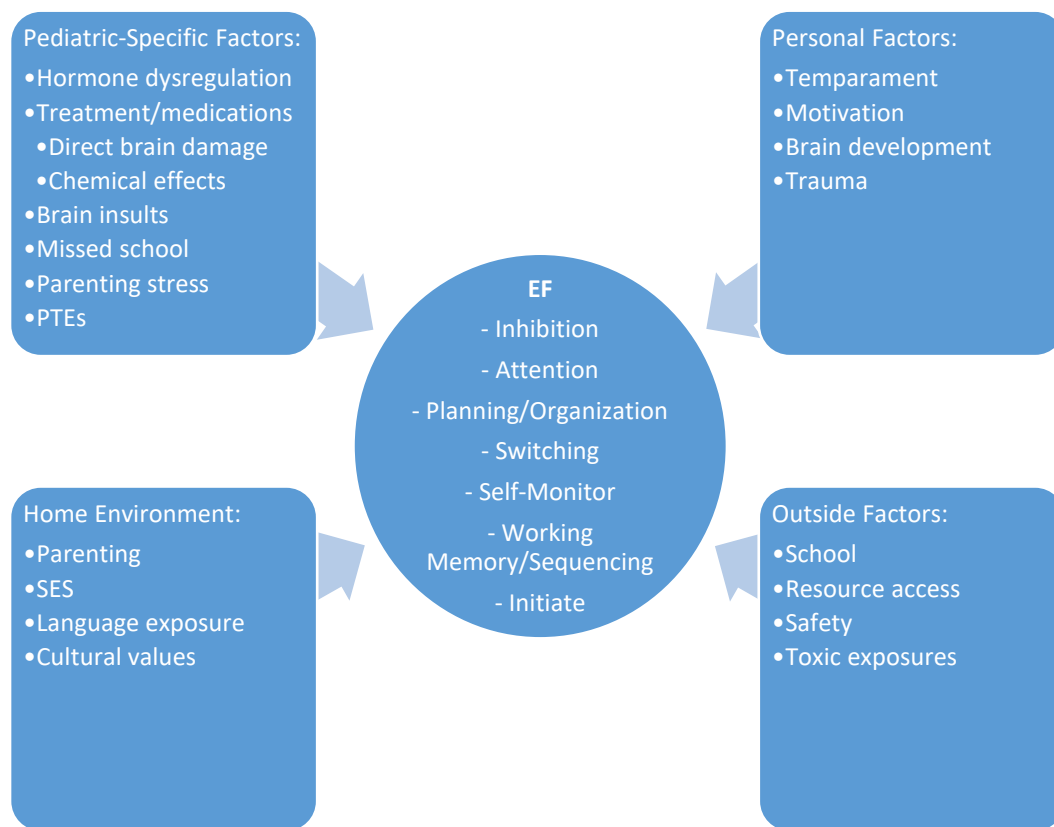 Pediatric-Specific Factors:
•Hormone dysregulation
•Treatment/medications
•Direct brain damage
•Chemical effects
•Brain insults
•Missed school
•Parenting stress
•PTEs
Personal Factors:
•Temparament
•Motivation
•Brain development
•Trauma
EF
- Inhibition
- Attention
- Planning/Organization
- Switching
- Self-Monitor
- Working
Memory/Sequencing
- Initiate
Home Environment:
•Parenting
•SES
•Language exposure
•Cultural values
Outside Factors:
•School
•Resource access
•Safety
•Toxic exposures